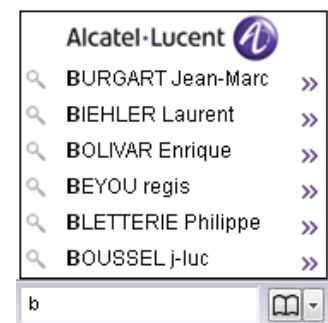 Alcatel·Lucent
BURGART Jean-Marc
BIEHLER Laurent
BOLIVAR Enrique
BEYOU regis
BLETTERIE Philippe
BOUSSEL j-luc
b